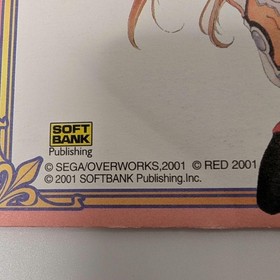 SOFT
BANK
Publishing
© SEGA/OVERWORKS,2001 © RED 2001
© 2001 SOFTBANK Publishing.Inc.